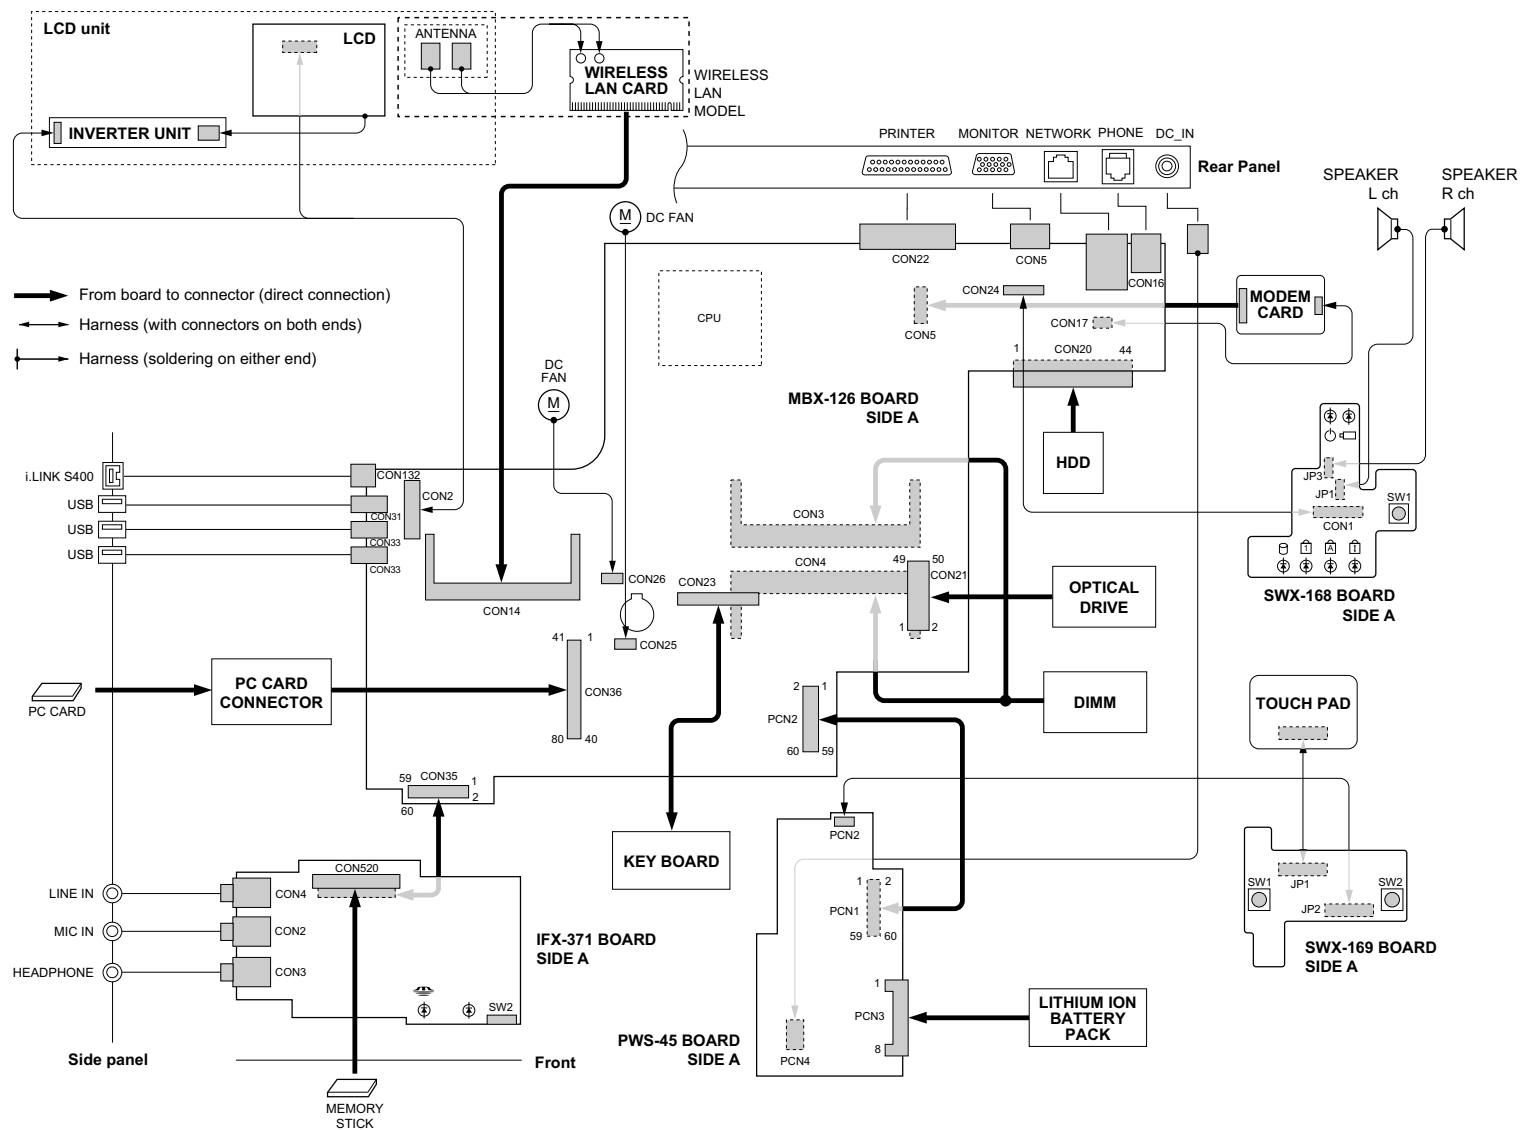 LCD unit
LCD
ANTENNA
WIRELESS
LAN CARD
WIRELESS
LAN
MODEL
INVERTER UNIT
PRINTER
MONITOR
NETWORK
PHONE
DC_IN
Rear Panel
SPEAKER
L ch
SPEAKER
R ch
M
DC FAN
CON22
CON5
CON16
From board to connector (direct connection)
Harness (with connectors on both ends)
Harness (soldering on either end)
CPU
CON24
CON5
CON17
MODEM
CARD
1
CON20
44
DC
FAN
M
MBX-126 BOARD
SIDE A
HDD
i.LINK S400
USB
USB
USB
CON132
CON31
CON33
CON33
CON2
CON14
CON3
CON4
CON26
CON25
CON23
49
50
CON21
1
2
OPTICAL
DRIVE
JP3
JP1
SW1
CON1
1
A
1
SWX-168 BOARD
SIDE A
PC CARD
PC CARD
CONNECTOR
41
1
CON36
80
40
2
1
PCN2
60
59
DIMM
TOUCH PAD
59
CON35
1
2
60
KEY BOARD
PCN2
CON520
LINE IN
MIC IN
HEADPHONE
CON4
CON2
CON3
IFX-371 BOARD
SIDE A
SW2
1
2
PCN1
59
60
1
PCN3
8
PCN4
PWS-45 BOARD
SIDE A
LITHIUM ION
BATTERY
PACK
SW1
JP1
JP2
SW2
SWX-169 BOARD
SIDE A
Side panel
Front
MEMORY
STICK